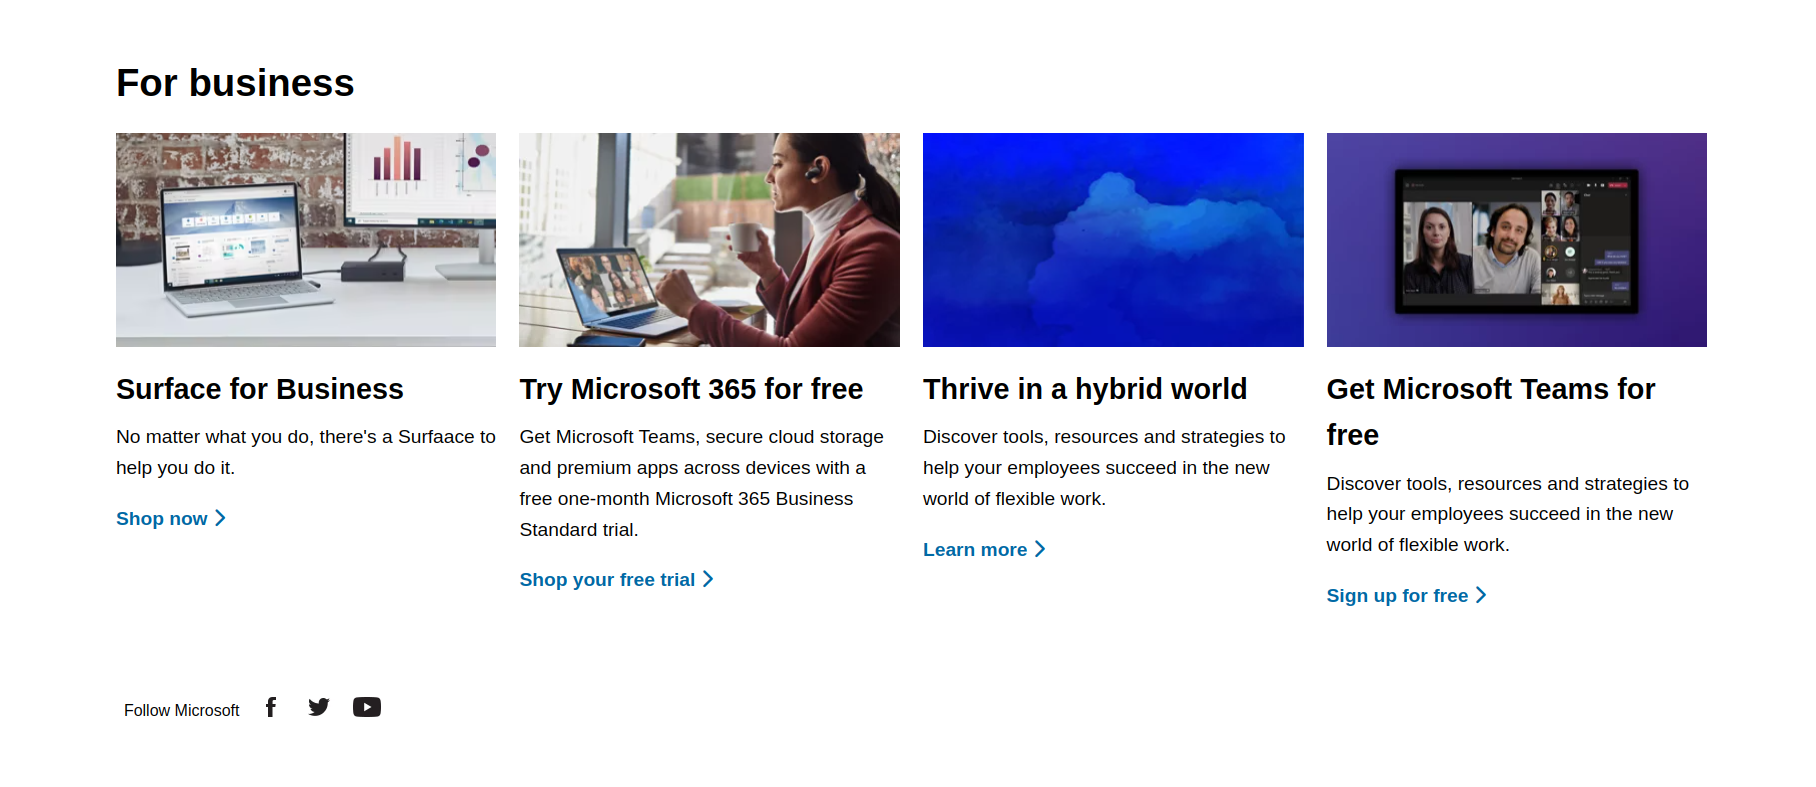 For business
Surface for Business
No matter what you do, there's a Surfaace to
help you do it.
Shop now
Try Microsoft 365 for free
Get Microsoft Teams, secure cloud storage
and premium apps across devices with a
free one-month Microsoft 365 Business
Standard trial.
Shop your free trial
Thrive in a hybrid world
Discover tools, resources and strategies to
help your employees succeed in the new
world of flexible work.
Learn more
Get Microsoft Teams for
free
Discover tools, resources and strategies to
help your employees succeed in the new
world of flexible work.
Sign up for free
Follow Microsoft